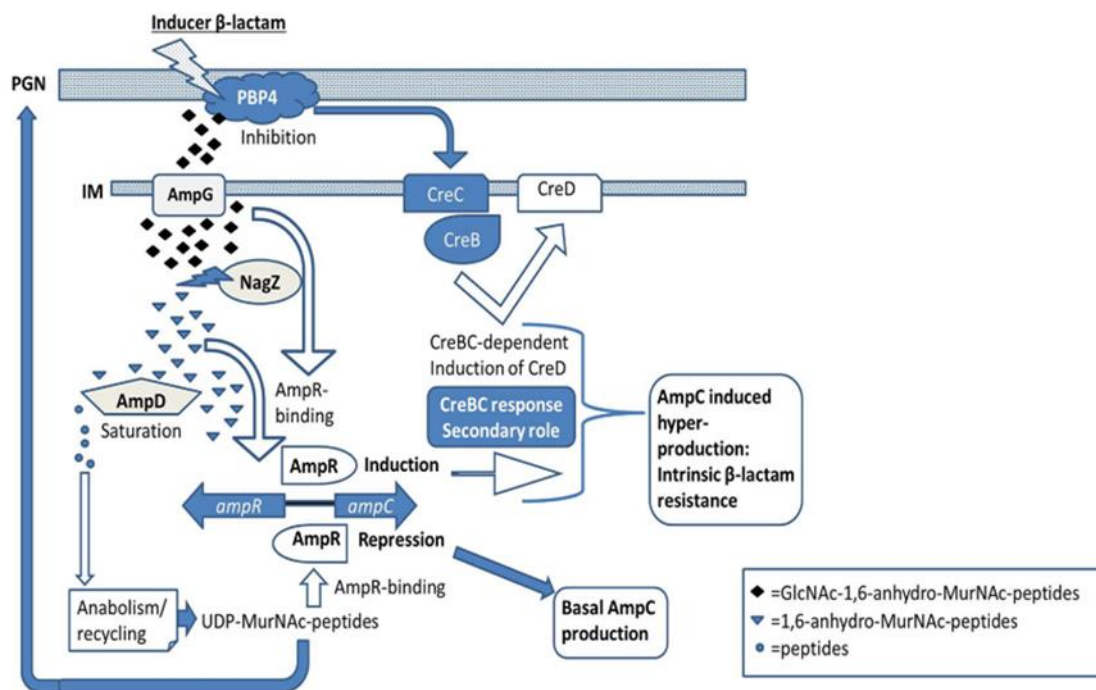 Inducer β-lactam
PGN
PBP4
Inhibition
IM
AmpG
CreC
CreD
CreB
NagZ
CreBC-dependent
Induction of CreD
AmpR-
binding
AmpD
Saturation
CreBC response
Secondary role
AmpC induced
hyper-
production:
Intrinsic β-lactam
resistance
AmpR
Induction
ampR
ampC
AmpR
Repression
AmpR-binding
Anabolism/
recycling
UDP-MurNAc-peptides
Basal AmpC
production
=GlcNAc-1,6-anhydro-MurNAc-peptides
=1,6-anhydro-MurNAc-peptides
=peptides